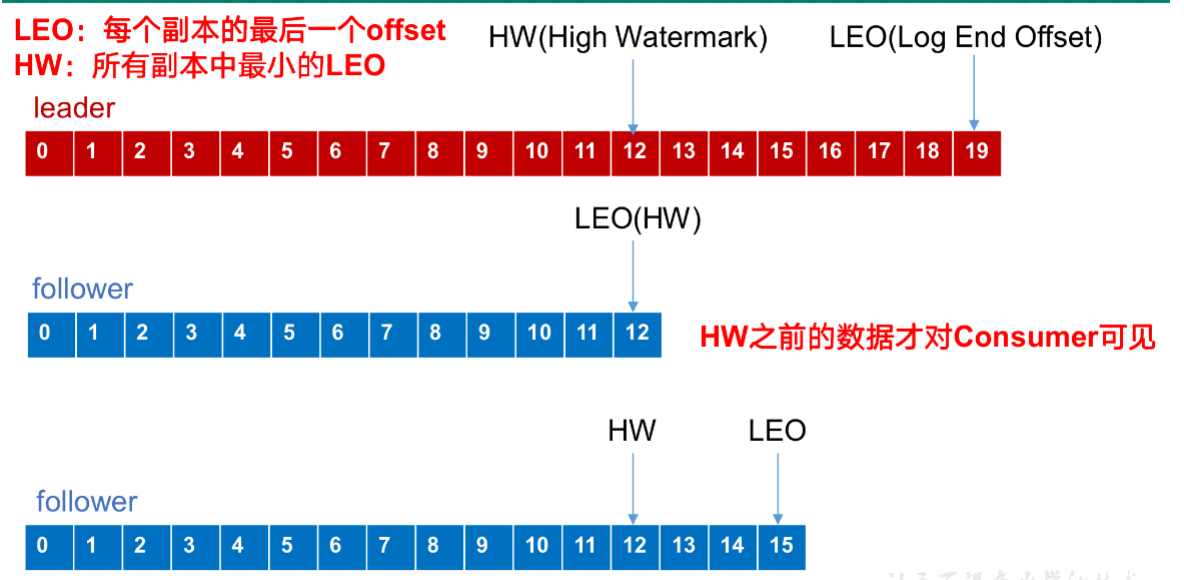 LEO：每个副本的最后一个offset
HW：所有副本中最小的LEO
HW(High Watermark)
LEO(Log End Offset)
leader
0 1 2 3 4 5 6 7 8 9 10 11 12 13 14 15 16 17 18 19
LEO(HW)
follower
0 1 2 3 4 5 6 7 8 9 10 11 12
HW之前的数据才对Consumer可见
HW
LEO
follower
0 1 2 3 4 5 6 7 8 9 10 11 12 13 14 15